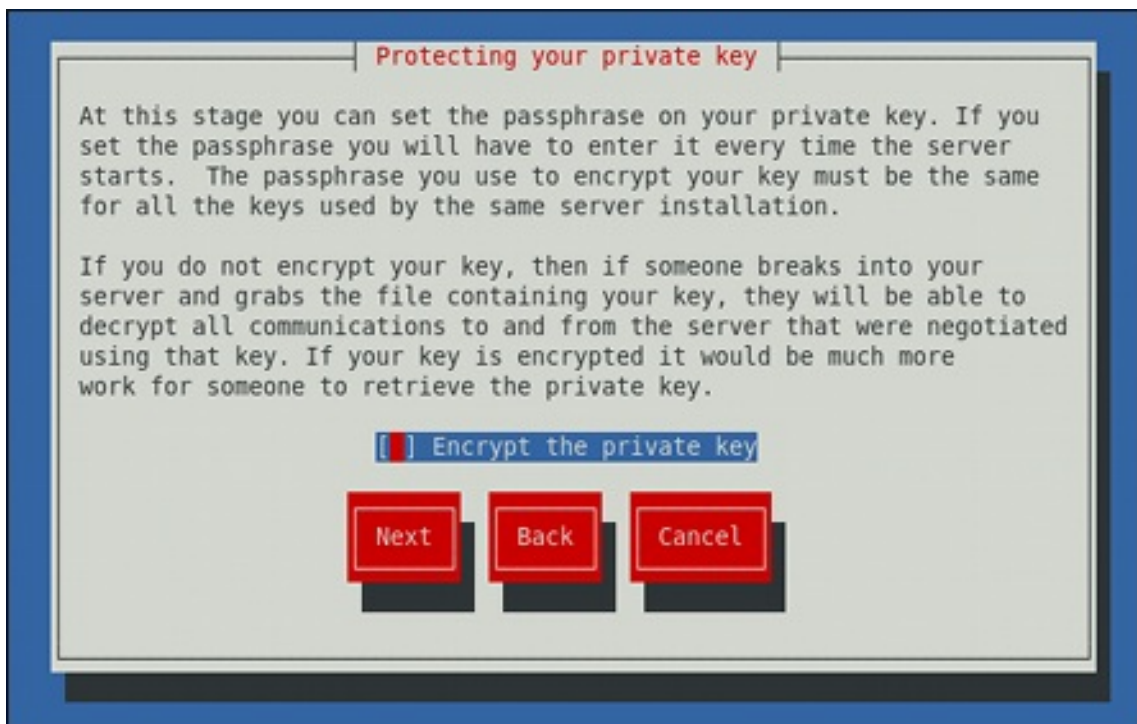 Protecting your private key
At this stage you can set the passphrase on your private key. If you
set the passphrase you will have to enter it every time the server
starts.  The passphrase you use to encrypt your key must be the same
for all the keys used by the same server installation.
If you do not encrypt your key, then if someone breaks into your
server and grabs the file containing your key, they will be able to
decrypt all communications to and from the server that were negotiated
using that key. If your key is encrypted it would be much more
work for someone to retrieve the private key.
[ ] Encrypt the private key
Next Back Cancel